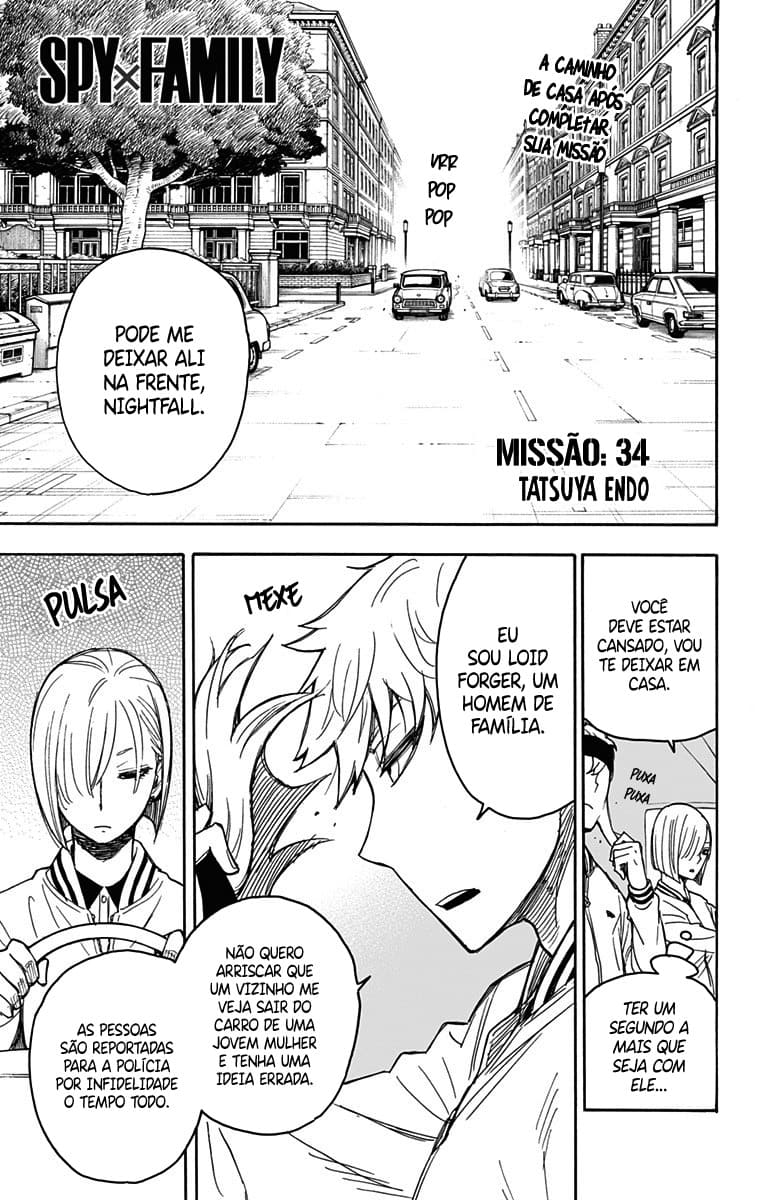 SPY×FAMILY
A CAMINHO
DE CASA APÓS
COMPLETAR
SUA MISSÃO
VRR
POP
POP
PODE ME
DEIXAR ALI
NA FRENTE,
NIGHTFALL.
MISSÃO: 34
TATSUYA ENDO
VOCÊ
DEVE ESTAR
CANSADO, VOU
TE DEIXAR EM
CASA.
PUXA
PUXA
TER UM
SEGUNDO A
MAIS QUE
SEJA COM
ELE...
EU
SOU LOID
FORGER, UM
HOMEM DE
FAMÍLIA.
MEXE
NÃO QUERO
ARRISCAR QUE
UM VIZINHO ME
VEJA SAIR DO
CARRO DE UMA
JOVEM MULHER
E TENHA UMA
IDEIA ERRADA.
PULSA
AS PESSOAS
SÃO REPORTADAS
PARA A POLÍCIA
POR INFIDELIDADE
O TEMPO TODO.